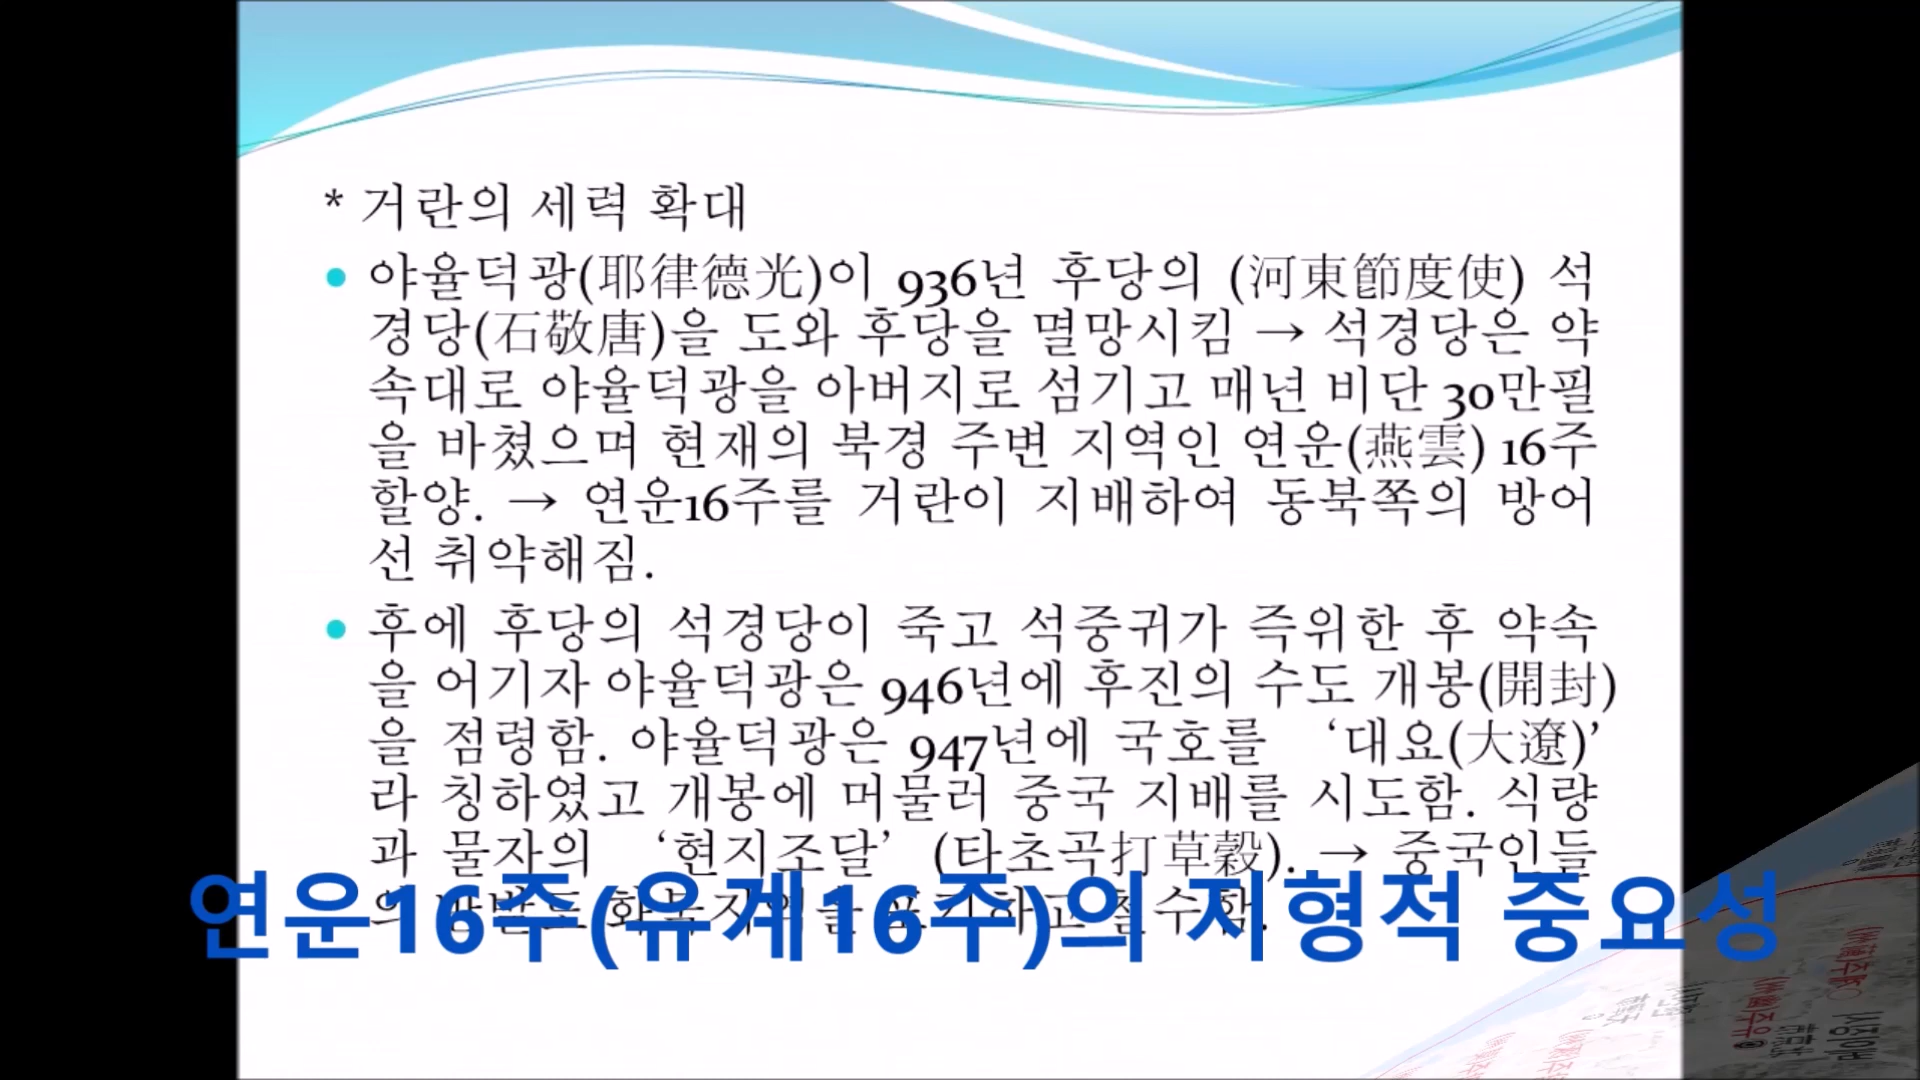 * 거란의 세력 확대
• 야율덕광(耶律德光)이 936년 후당의 (河東節度使) 석
경당(石敬唐)을 도와 후당을 멸망시킴 → 석경당은 약
속대로 야율덕광을 아버지로 섬기고 매년 비단 30만필
을 바쳤으며 현재의 북경 주변 지역인 연운(燕雲) 16주
할양. → 연운16주를 거란이 지배하여 동북쪽의 방어
선 취약해짐.
• 후에 후당의 석경당이 죽고 석중귀가 즉위한 후 약속
을 어기자 야율덕광은 946년에 후진의 수도 개봉(開封)
을 점령함. 야율덕광은 947년에 국호를 ‘대요(大遼)’
라 칭하였고 개봉에 머물러 중국 지배를 시도함. 식량
과 물자의 ‘현지조달’ (타초곡打草穀). → 중국인들
의 하고 철수함.
연운16주(유계16주)의 지형적 중요성